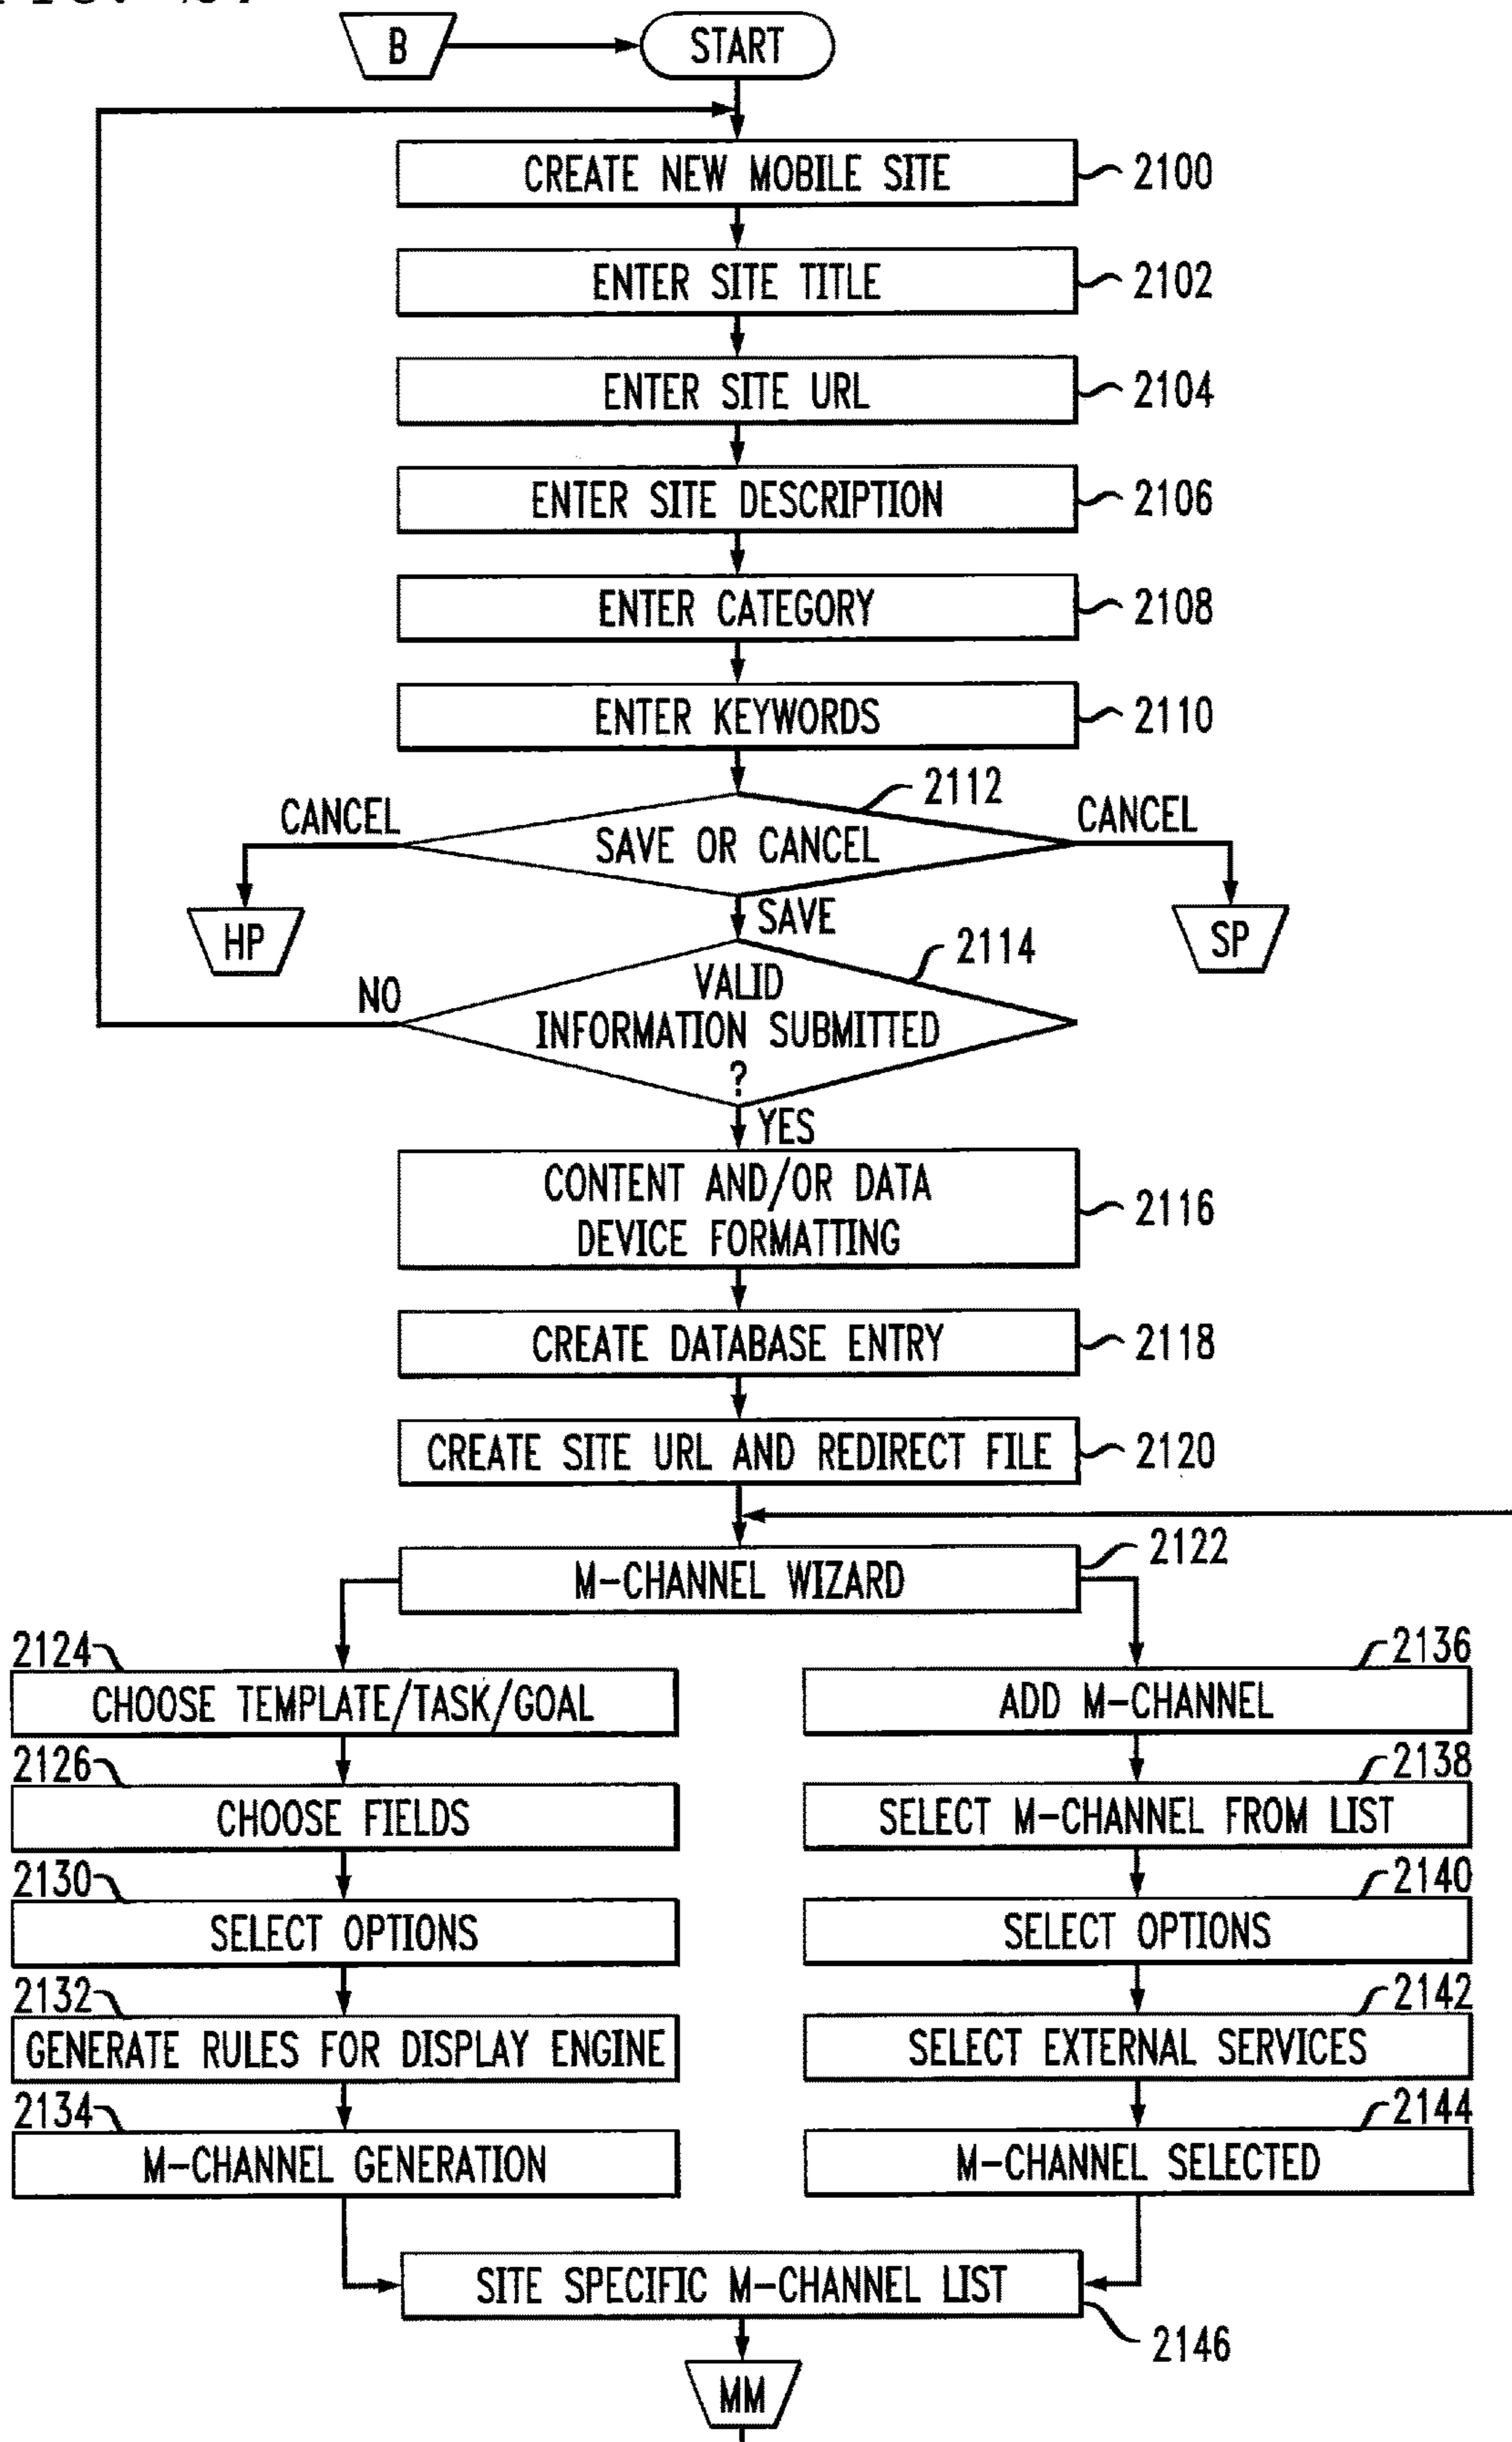 B
START
CREATE NEW MOBILE SITE
2100
ENTER SITE TITLE
2102
ENTER SITE URL
2104
ENTER SITE DESCRIPTION
2106
ENTER CATEGORY
2108
ENTER KEYWORDS
2110
2112
CANCEL
SAVE OR CANCEL
CANCEL
HP
SAVE
SP
2114
NO
VALID
INFORMATION SUBMITTED
?
YES
CONTENT AND/OR DATA
DEVICE FORMATTING
2116
CREATE DATABASE ENTRY
2118
CREATE SITE URL AND REDIRECT FILE
2120
M-CHANNEL WIZARD
2122
2124
CHOOSE TEMPLATE/TASK/GOAL
2126
CHOOSE FIELDS
2130
SELECT OPTIONS
2132
GENERATE RULES FOR DISPLAY ENGINE
2134
M-CHANNEL GENERATION
2136
ADD M-CHANNEL
2138
SELECT M-CHANNEL FROM LIST
2140
SELECT OPTIONS
2142
SELECT EXTERNAL SERVICES
2144
M-CHANNEL SELECTED
SITE SPECIFIC M-CHANNEL LIST
2146
MM